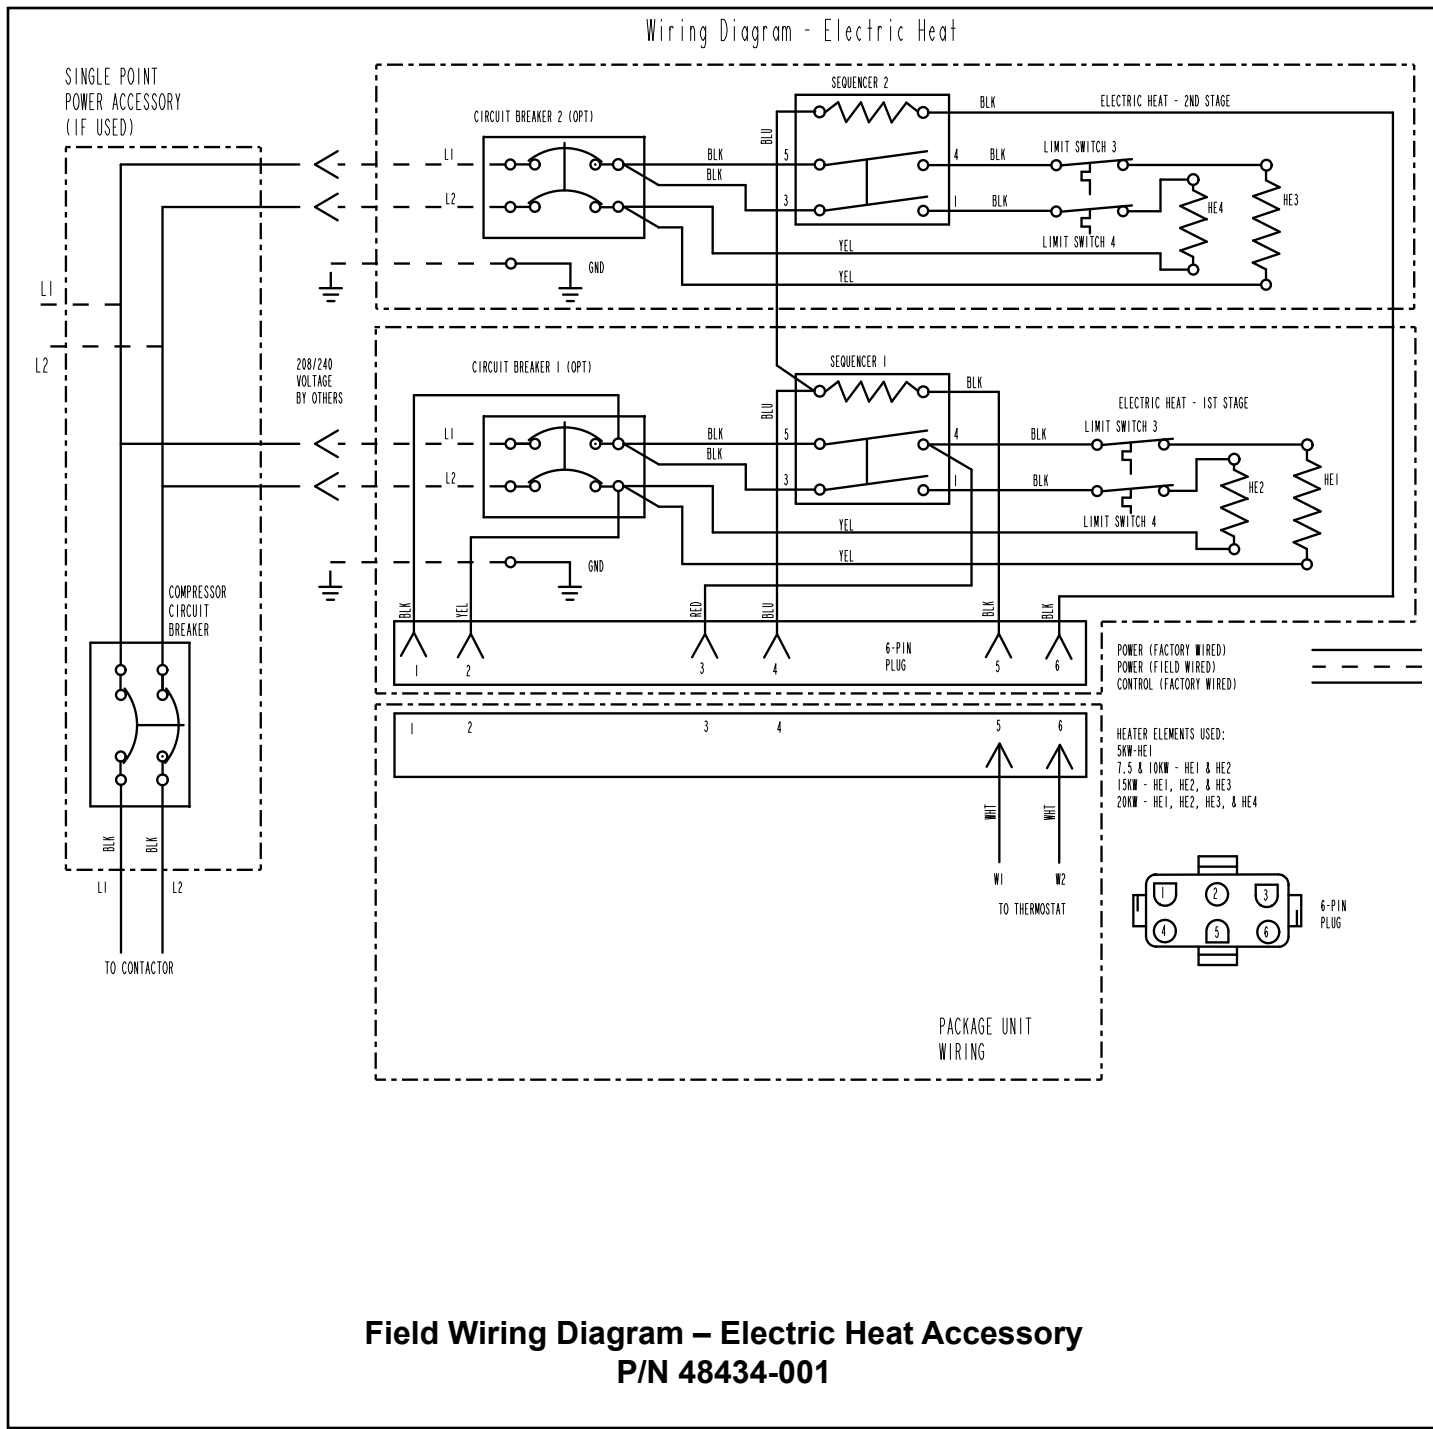 Wiring Diagram - Electric Heat
SINGLE POINT
POWER ACCESSORY
(IF USED)
SEQUENCER 2
BLK
ELECTRIC HEAT - 2ND STAGE
CIRCUIT BREAKER 2 (OPT)
BLU
L1
BLK
5
4
BLK
LIMIT SWITCH 3
BLK
L2
3
1
BLK
HE4
HE3
LIMIT SWITCH 4
YEL
GND
YEL
L1
L2
208/240
VOLTAGE
BY OTHERS
CIRCUIT BREAKER 1 (OPT)
SEQUENCER 1
BLK
ELECTRIC HEAT - 1ST STAGE
BLU
LIMIT SWITCH 3
L1
BLK
5
4
BLK
BLK
L2
3
1
BLK
HE2
HE1
LIMIT SWITCH 4
YEL
GND
YEL
COMPRESSOR
CIRCUIT
BREAKER
BLK
YEL
RED
BLU
BLK
BLK
6-PIN
PLUG
1
2
3
4
5
6
POWER (FACTORY WIRED)
POWER (FIELD WIRED)
CONTROL (FACTORY WIRED)
1
2
3
4
5
6
HEATER ELEMENTS USED:
5KW-HE1
7.5 & 10KW - HE1 & HE2
15KW - HE1, HE2, & HE3
20KW - HE1, HE2, HE3, & HE4
WHT
WHT
BLK
BLK
L1
L2
W1
W2
TO THERMOSTAT
1
2
3
4
5
6
6-PIN
PLUG
TO CONTACTOR
PACKAGE UNIT
WIRING
Field Wiring Diagram – Electric Heat Accessory
P/N 48434-001